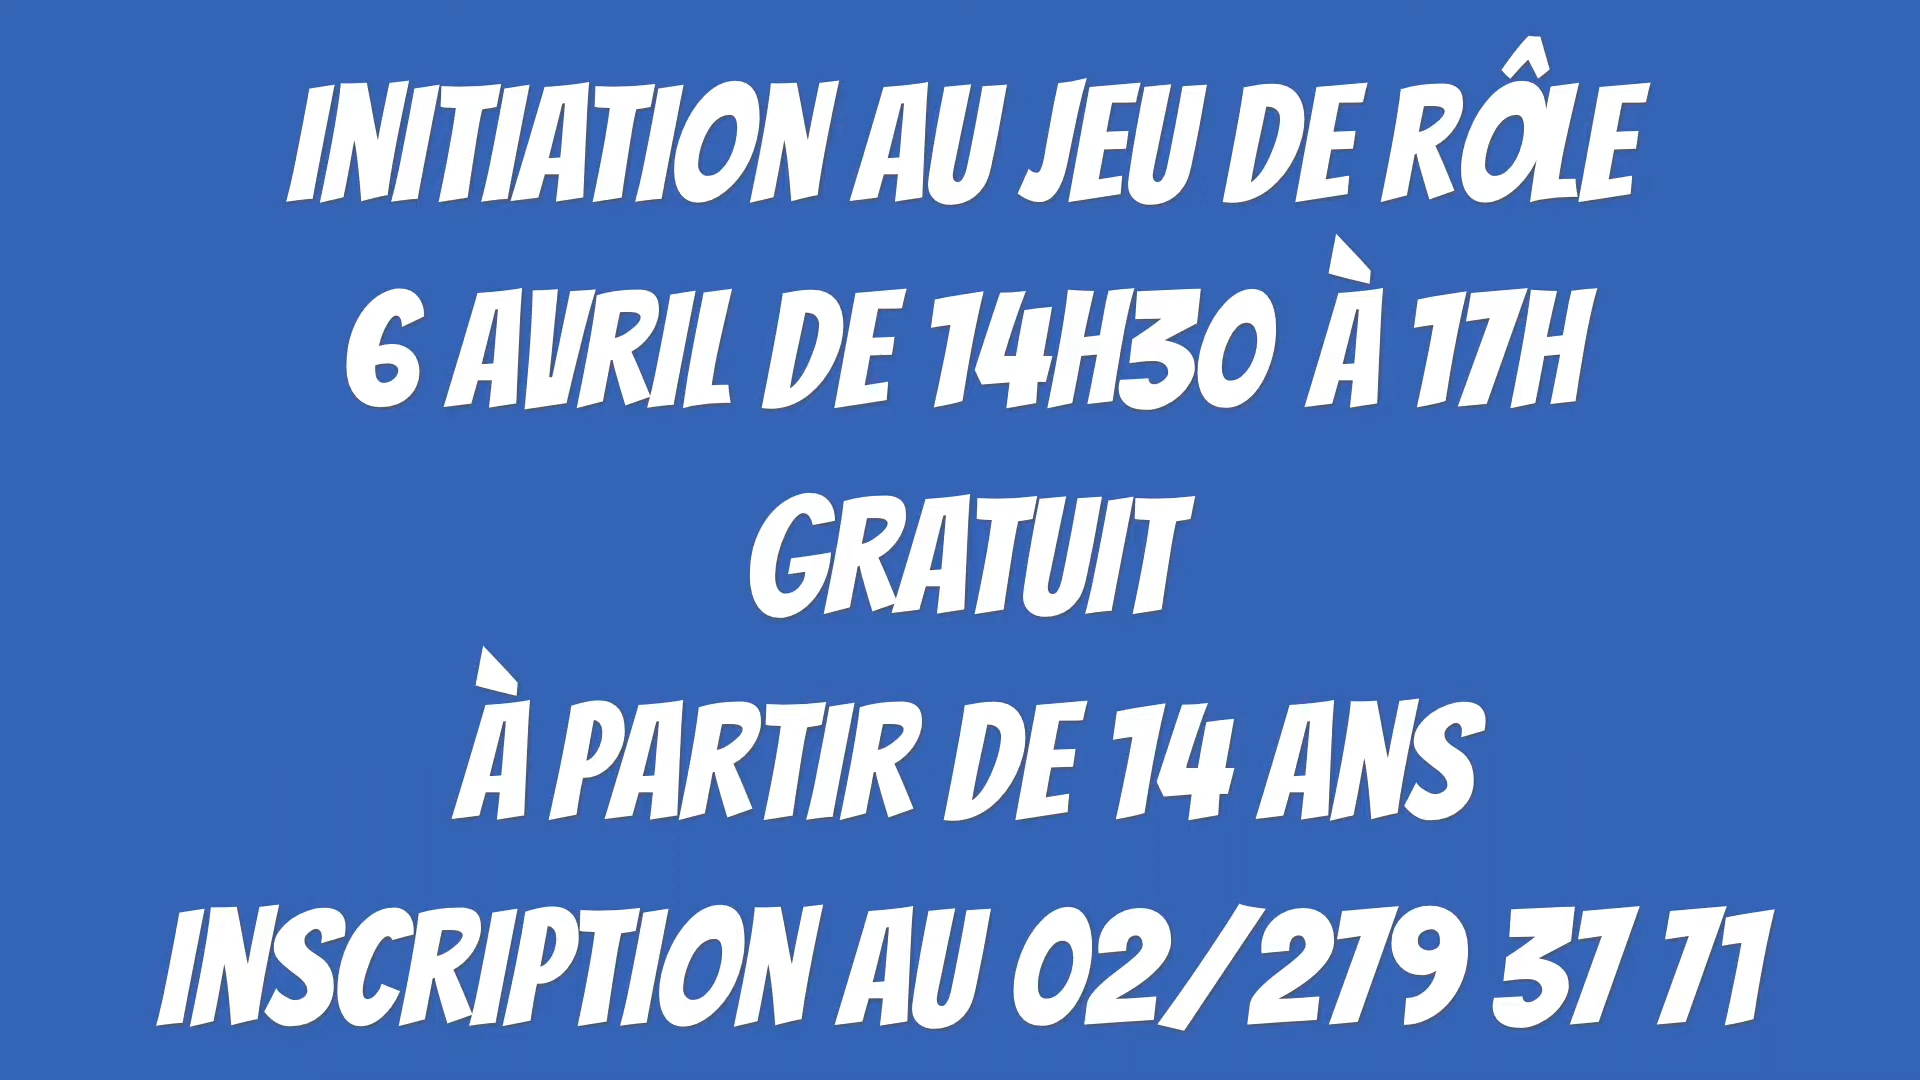 INITIATION AU JEU DE RÔLE
6 AVRIL DE 14H30 À 17H
GRATUIT
À PARTIR DE 14 ANS
INSCRIPTION AU 02/279 37 71